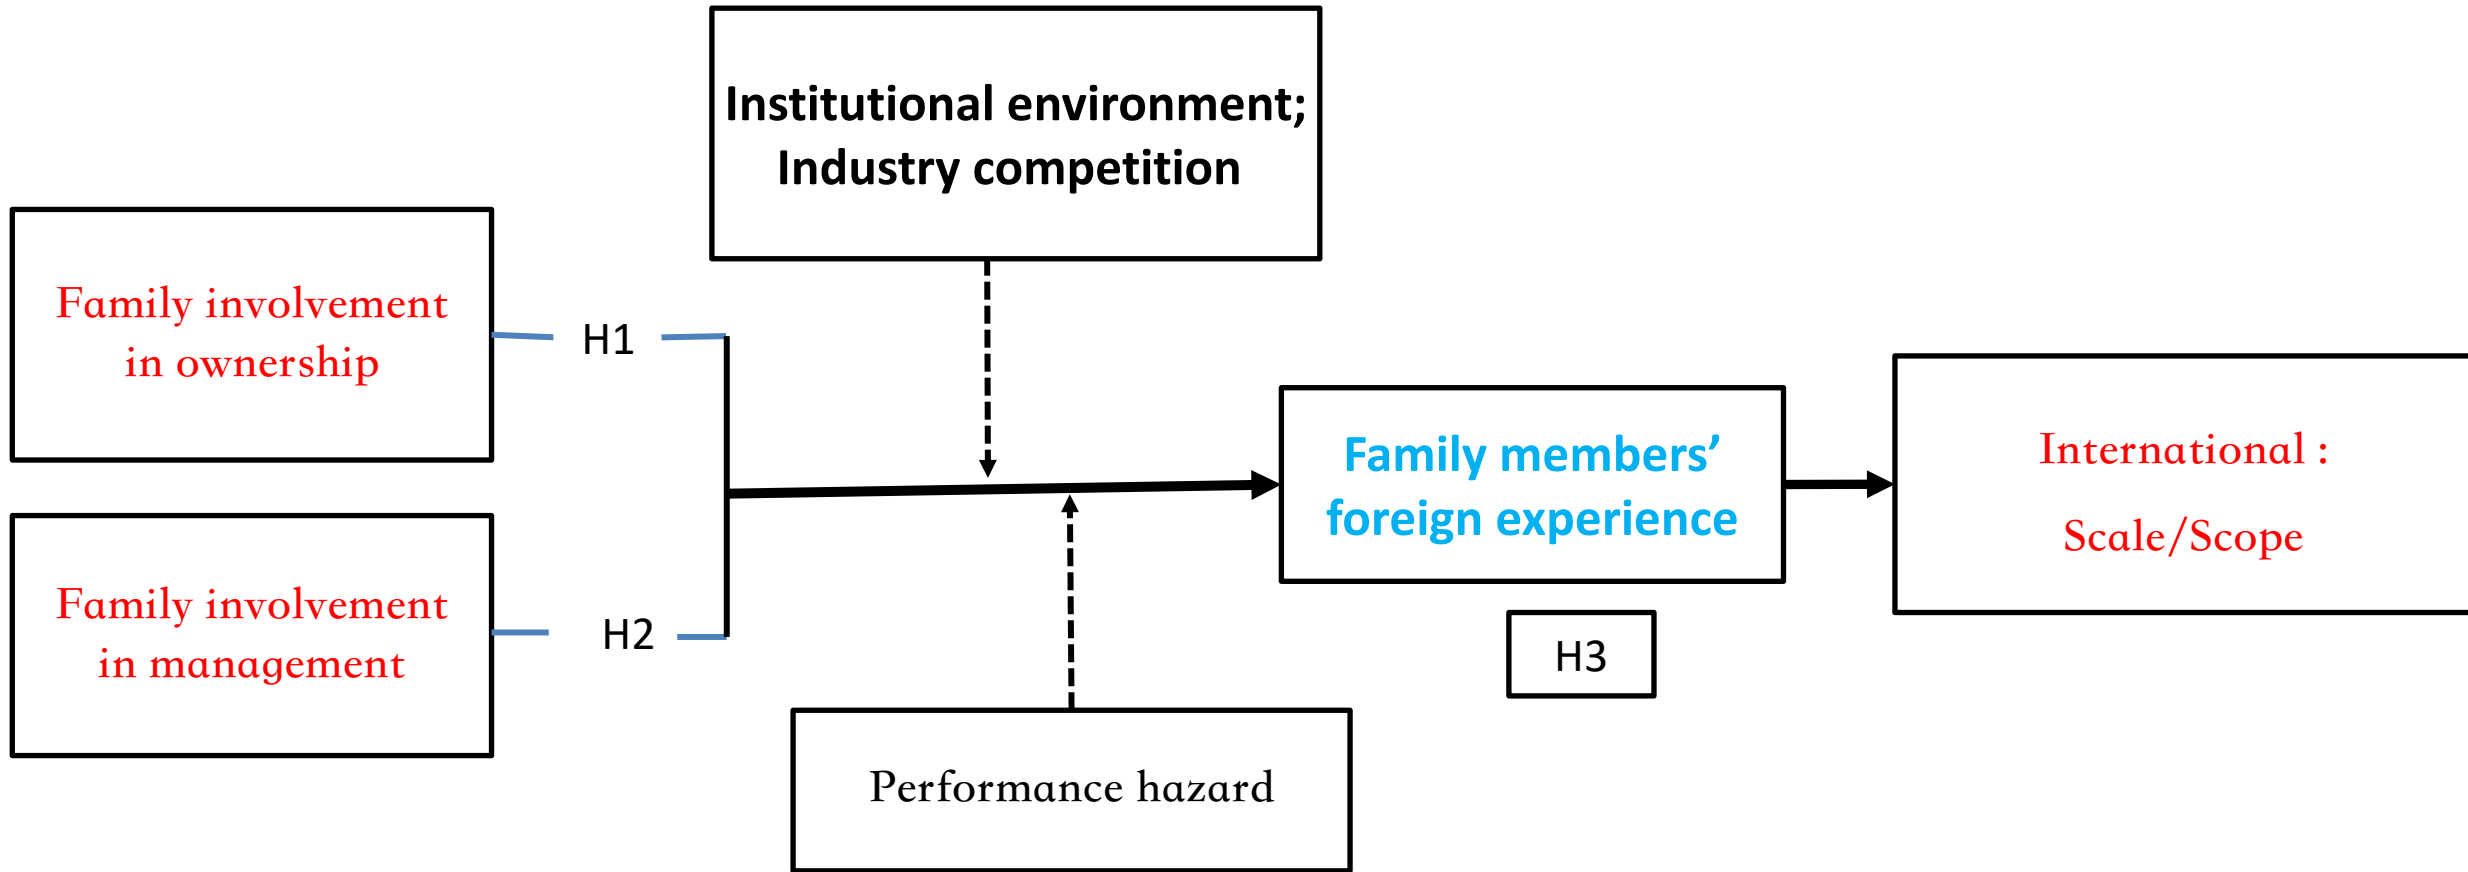 Institutional environment;
Industry competition
Family involvement
in ownership
H1
Family members’
foreign experience
International :
Scale/Scope
Family involvement
in management
H2
H3
Performance hazard